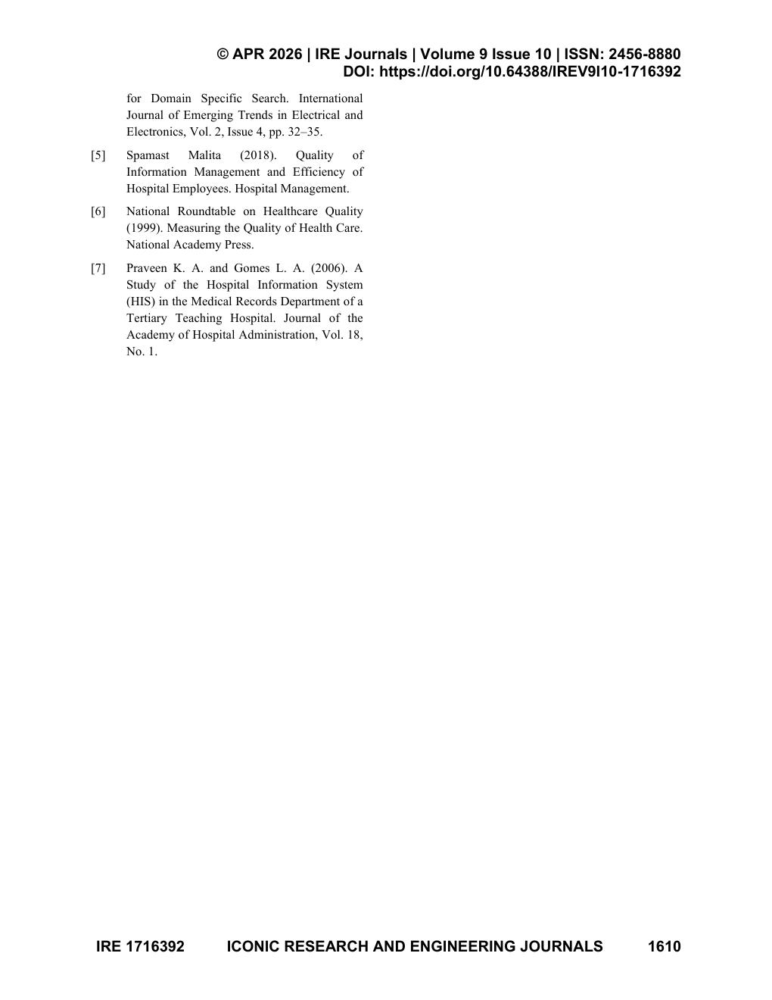 © APR 2026 | IRE Journals | Volume 9 Issue 10 | ISSN: 2456-8880
DOI: https://doi.org/10.64388/IREV9I10-1716392
for Domain Specific Search. International
Journal of Emerging Trends in Electrical and
Electronics, Vol. 2, Issue 4, pp. 32–35.
[5] Spamast Malita (2018). Quality of
Information Management and Efficiency of
Hospital Employees. Hospital Management.
[6] National Roundtable on Healthcare Quality
(1999). Measuring the Quality of Health Care.
National Academy Press.
[7] Praveen K. A. and Gomes L. A. (2006). A
Study of the Hospital Information System
(HIS) in the Medical Records Department of a
Tertiary Teaching Hospital. Journal of the
Academy of Hospital Administration, Vol. 18,
No. 1.
IRE 1716392 ICONIC RESEARCH AND ENGINEERING JOURNALS 1610